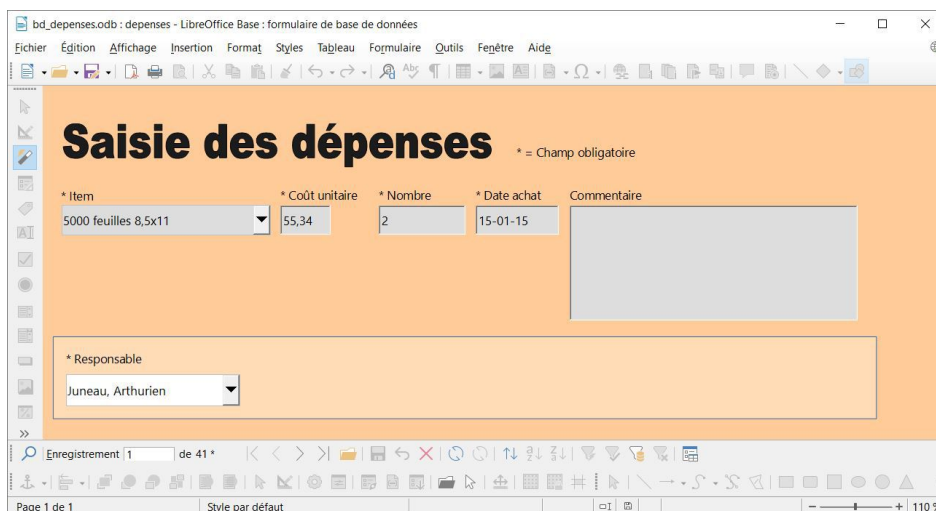 bd_depenses.odb : depenses - LibreOffice Base : formulaire de base de données
Fichier Édition Affichage Insertion Format Styles Tableau Formulaire Outils Fenêtre Aide
Saisie des dépenses * = Champ obligatoire
* Item * Coût unitaire * Nombre * Date achat Commentaire
5000 feuilles 8,5x11 55,34 2 15-01-15
* Responsable
Juneau, Arthurien
Enregistrement 1 de 41 *
Page 1 de 1 Style par défaut 110 %